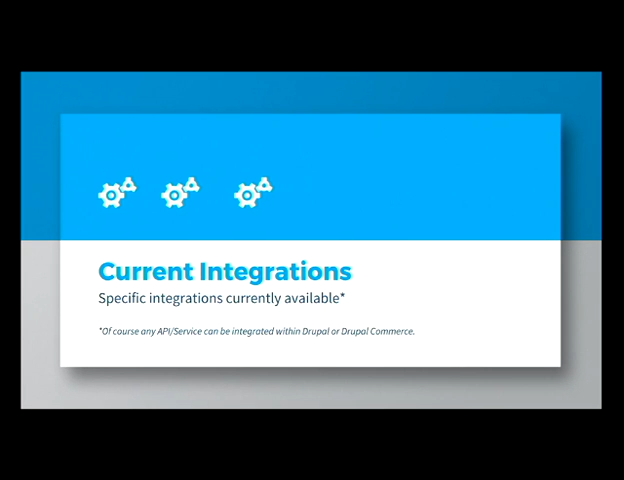 Current Integrations
Specific integrations currently available*
*Of course any API/Service can be integrated within Drupal or Drupal Commerce.